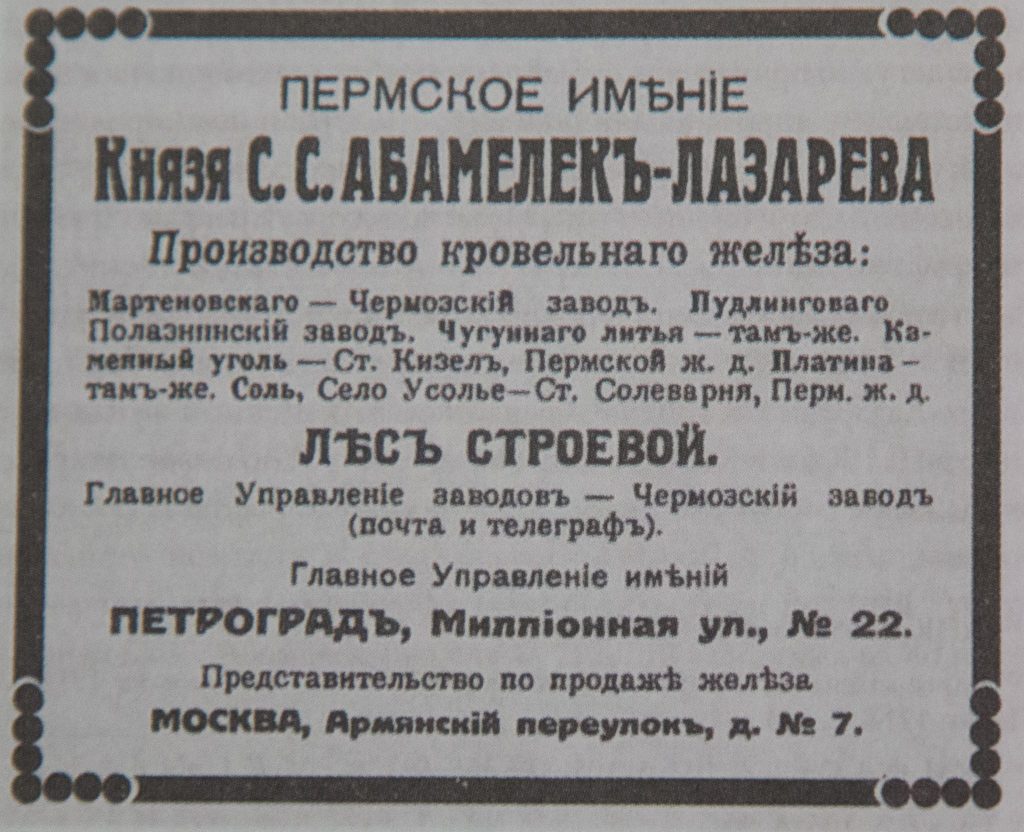 ПЕРМСКОЕ ИМѢНІЕ
Князя С. С. АБАМЕЛЕКЪ-ЛАЗАРЕВА
Производство кровельнаго желѣза:
Мартеновскаго — Чермозскій заводъ. Пудлинговаго
Полазнинскій заводъ. Чугуннаго литья — тамъ-же. Ка-
менный уголь — Ст. Кизелъ, Пермской ж. д. Платина —
тамъ-же. Соль, Село Усолье — Ст. Солеварня, Перм. ж. д.
ЛѢСЪ СТРОЕВОЙ.
Главное Управленіе заводовъ — Чермозскій заводъ
(почта и телеграфъ).
Главное Управленіе имѣній
ПЕТРОГРАДЪ, Милліонная ул., № 22.
Представительство по продажѣ желѣза
МОСКВА, Армянскій переулокъ, д. № 7.